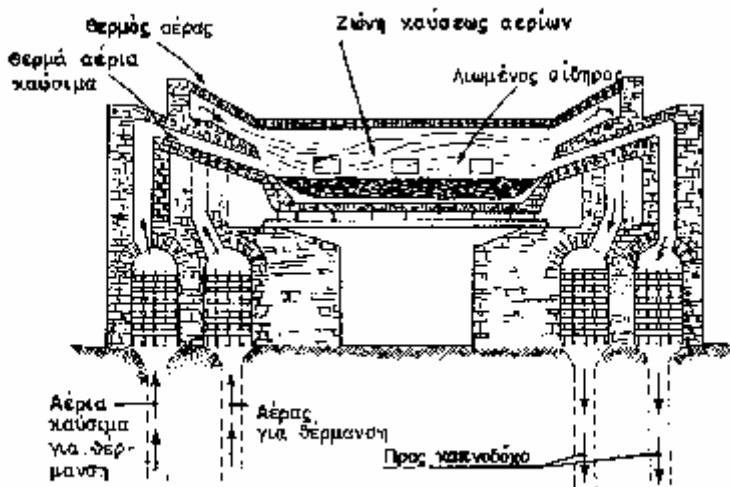 Θερμός αέρας
Ζώνη καύσεως αερίων
Θερμά αέρια
καύσιμα
Λιωμένος σίδηρος
Αέρια
καύσιμα
για θέρ-
μανση
Αέρας
για θέρμανση
Προς καπνοδόχο